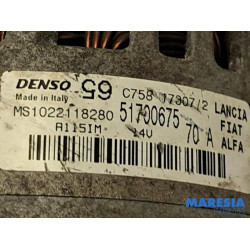 DENSO 65 C758 17307/2 LANCIA
Made in Italy
MS1022118280 51700675 FIAT
A115IM 14V 70 A ALFA
MARESIA